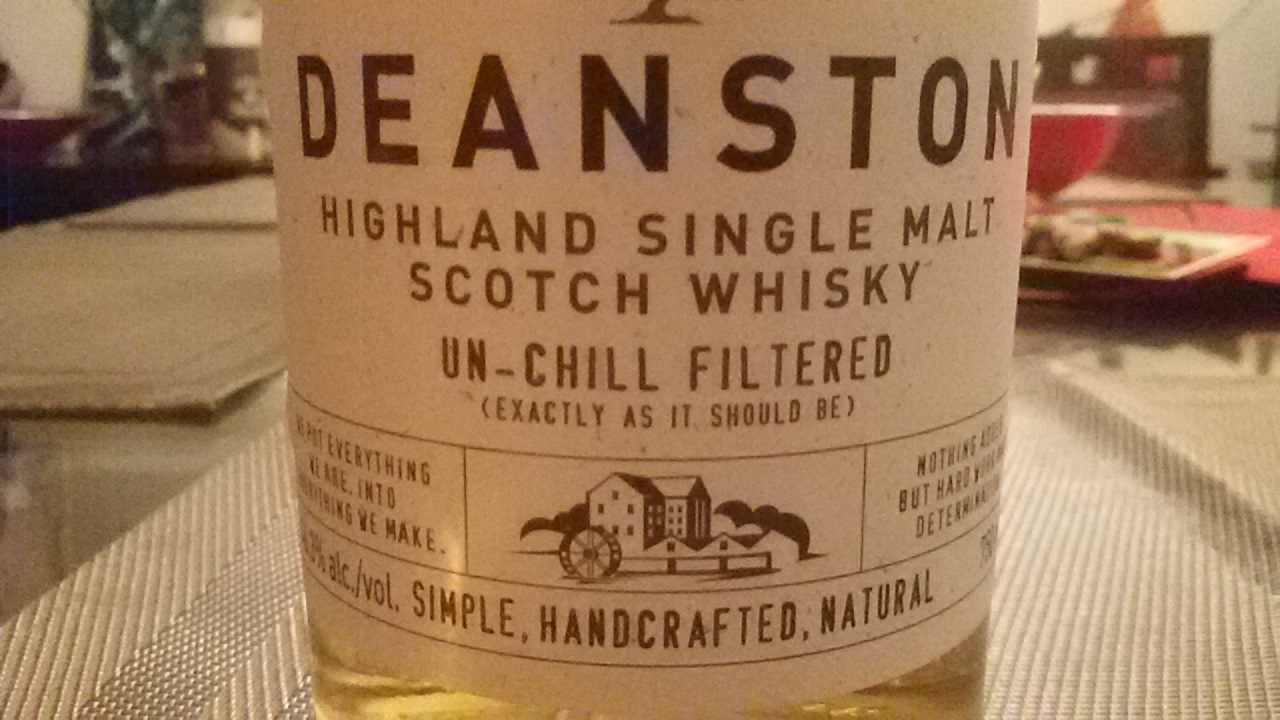 DEANSTON
HIGHLAND SINGLE MALT
SCOTCH WHISKY
UN-CHILL FILTERED
(EXACTLY AS IT SHOULD BE)
PUT EVERYTHING
WE ARE, INTO
WE MAKE.
NOTHING
BUT HARD
alc./vol. SIMPLE, HANDCRAFTED, NATURAL